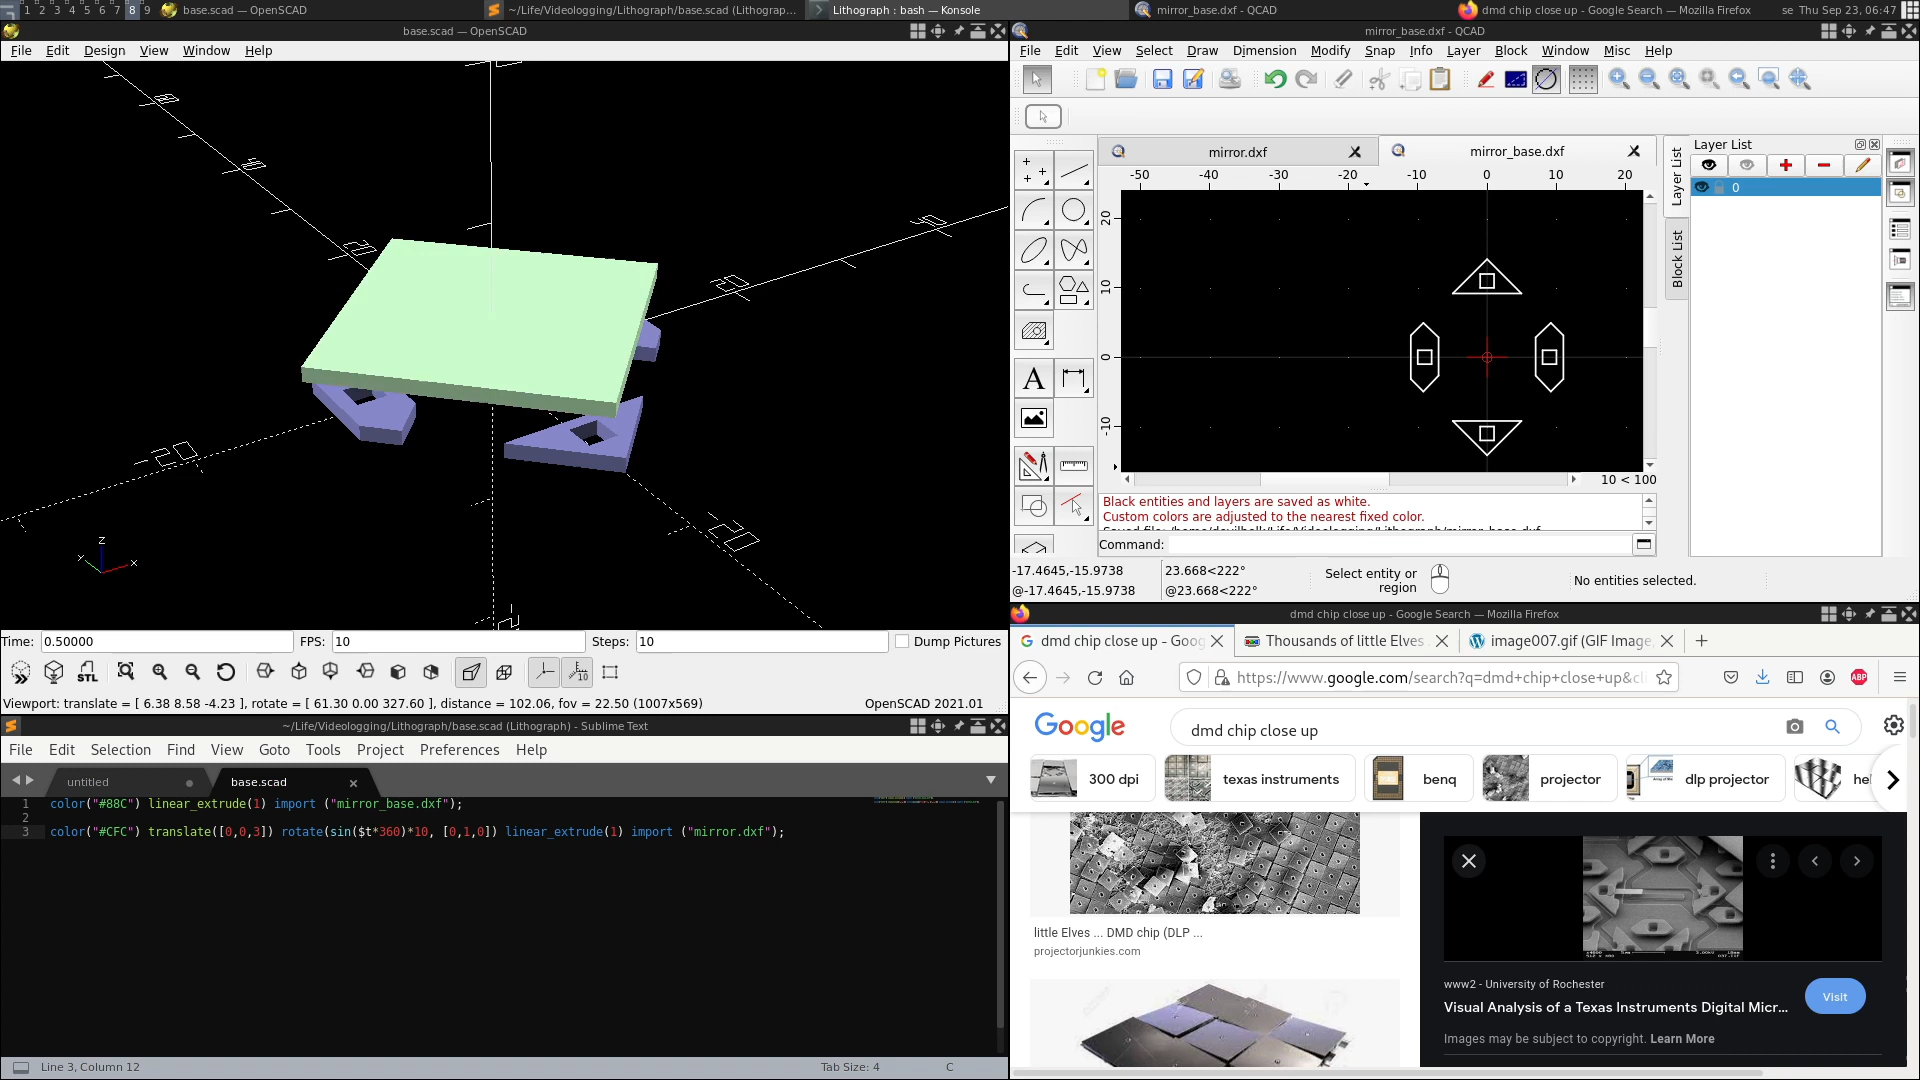 1 2 3 4 5 6 7 8 9
base.scad — OpenSCAD
~/Life/Videologging/Lithograph/base.scad (Lithograp...
Lithograph : bash — Konsole
mirror_base.dxf - QCAD
dmd chip close up - Google Search — Mozilla Firefox
se Thu Sep 23, 06:47
base.scad — OpenSCAD
File Edit Design View Window Help
-20
Z
Y
X
Time: 0.50000 FPS: 10 Steps: 10 Dump Pictures
STL
10
Viewport: translate = [ 6.38 8.58 -4.23 ], rotate = [ 61.30 0.00 327.60 ], distance = 102.06, fov = 22.50 (1007x569)
OpenSCAD 2021.01
~/Life/Videologging/Lithograph/base.scad (Lithograph) - Sublime Text
File Edit Selection Find View Goto Tools Project Preferences Help
untitled
base.scad
1 color("#88C") linear_extrude(1) import ("mirror_base.dxf");
2
3 color("#CFC") translate([0,0,3]) rotate(sin($t*360)*10, [0,1,0]) linear_extrude(1) import ("mirror.dxf");
Line 3, Column 12
Tab Size: 4
C
mirror_base.dxf - QCAD
File Edit View Select Draw Dimension Modify Snap Info Layer Block Window Misc Help
mirror.dxf
mirror_base.dxf
-50 -40 -30 -20 -10 0 10 20
20
10
0
-10
A
10 < 100
Layer List
Block List
Layer List
0
Black entities and layers are saved as white.
Custom colors are adjusted to the nearest fixed color.
Command:
-17.4645,-15.9738
@-17.4645,-15.9738
23.668<222°
@23.668<222°
Select entity or
region
No entities selected.
dmd chip close up - Google Search — Mozilla Firefox
dmd chip close up - Goog
Thousands of little Elves
image007.gif (GIF Image,
https://www.google.com/search?q=dmd+chip+close+up&cli
ABP
Google
dmd chip close up
300 dpi
texas instruments
benq
projector
dlp projector
hei
little Elves ... DMD chip (DLP ...
projectorjunkies.com
www2 - University of Rochester
Visual Analysis of a Texas Instruments Digital Micr...
Visit
Images may be subject to copyright. Learn More